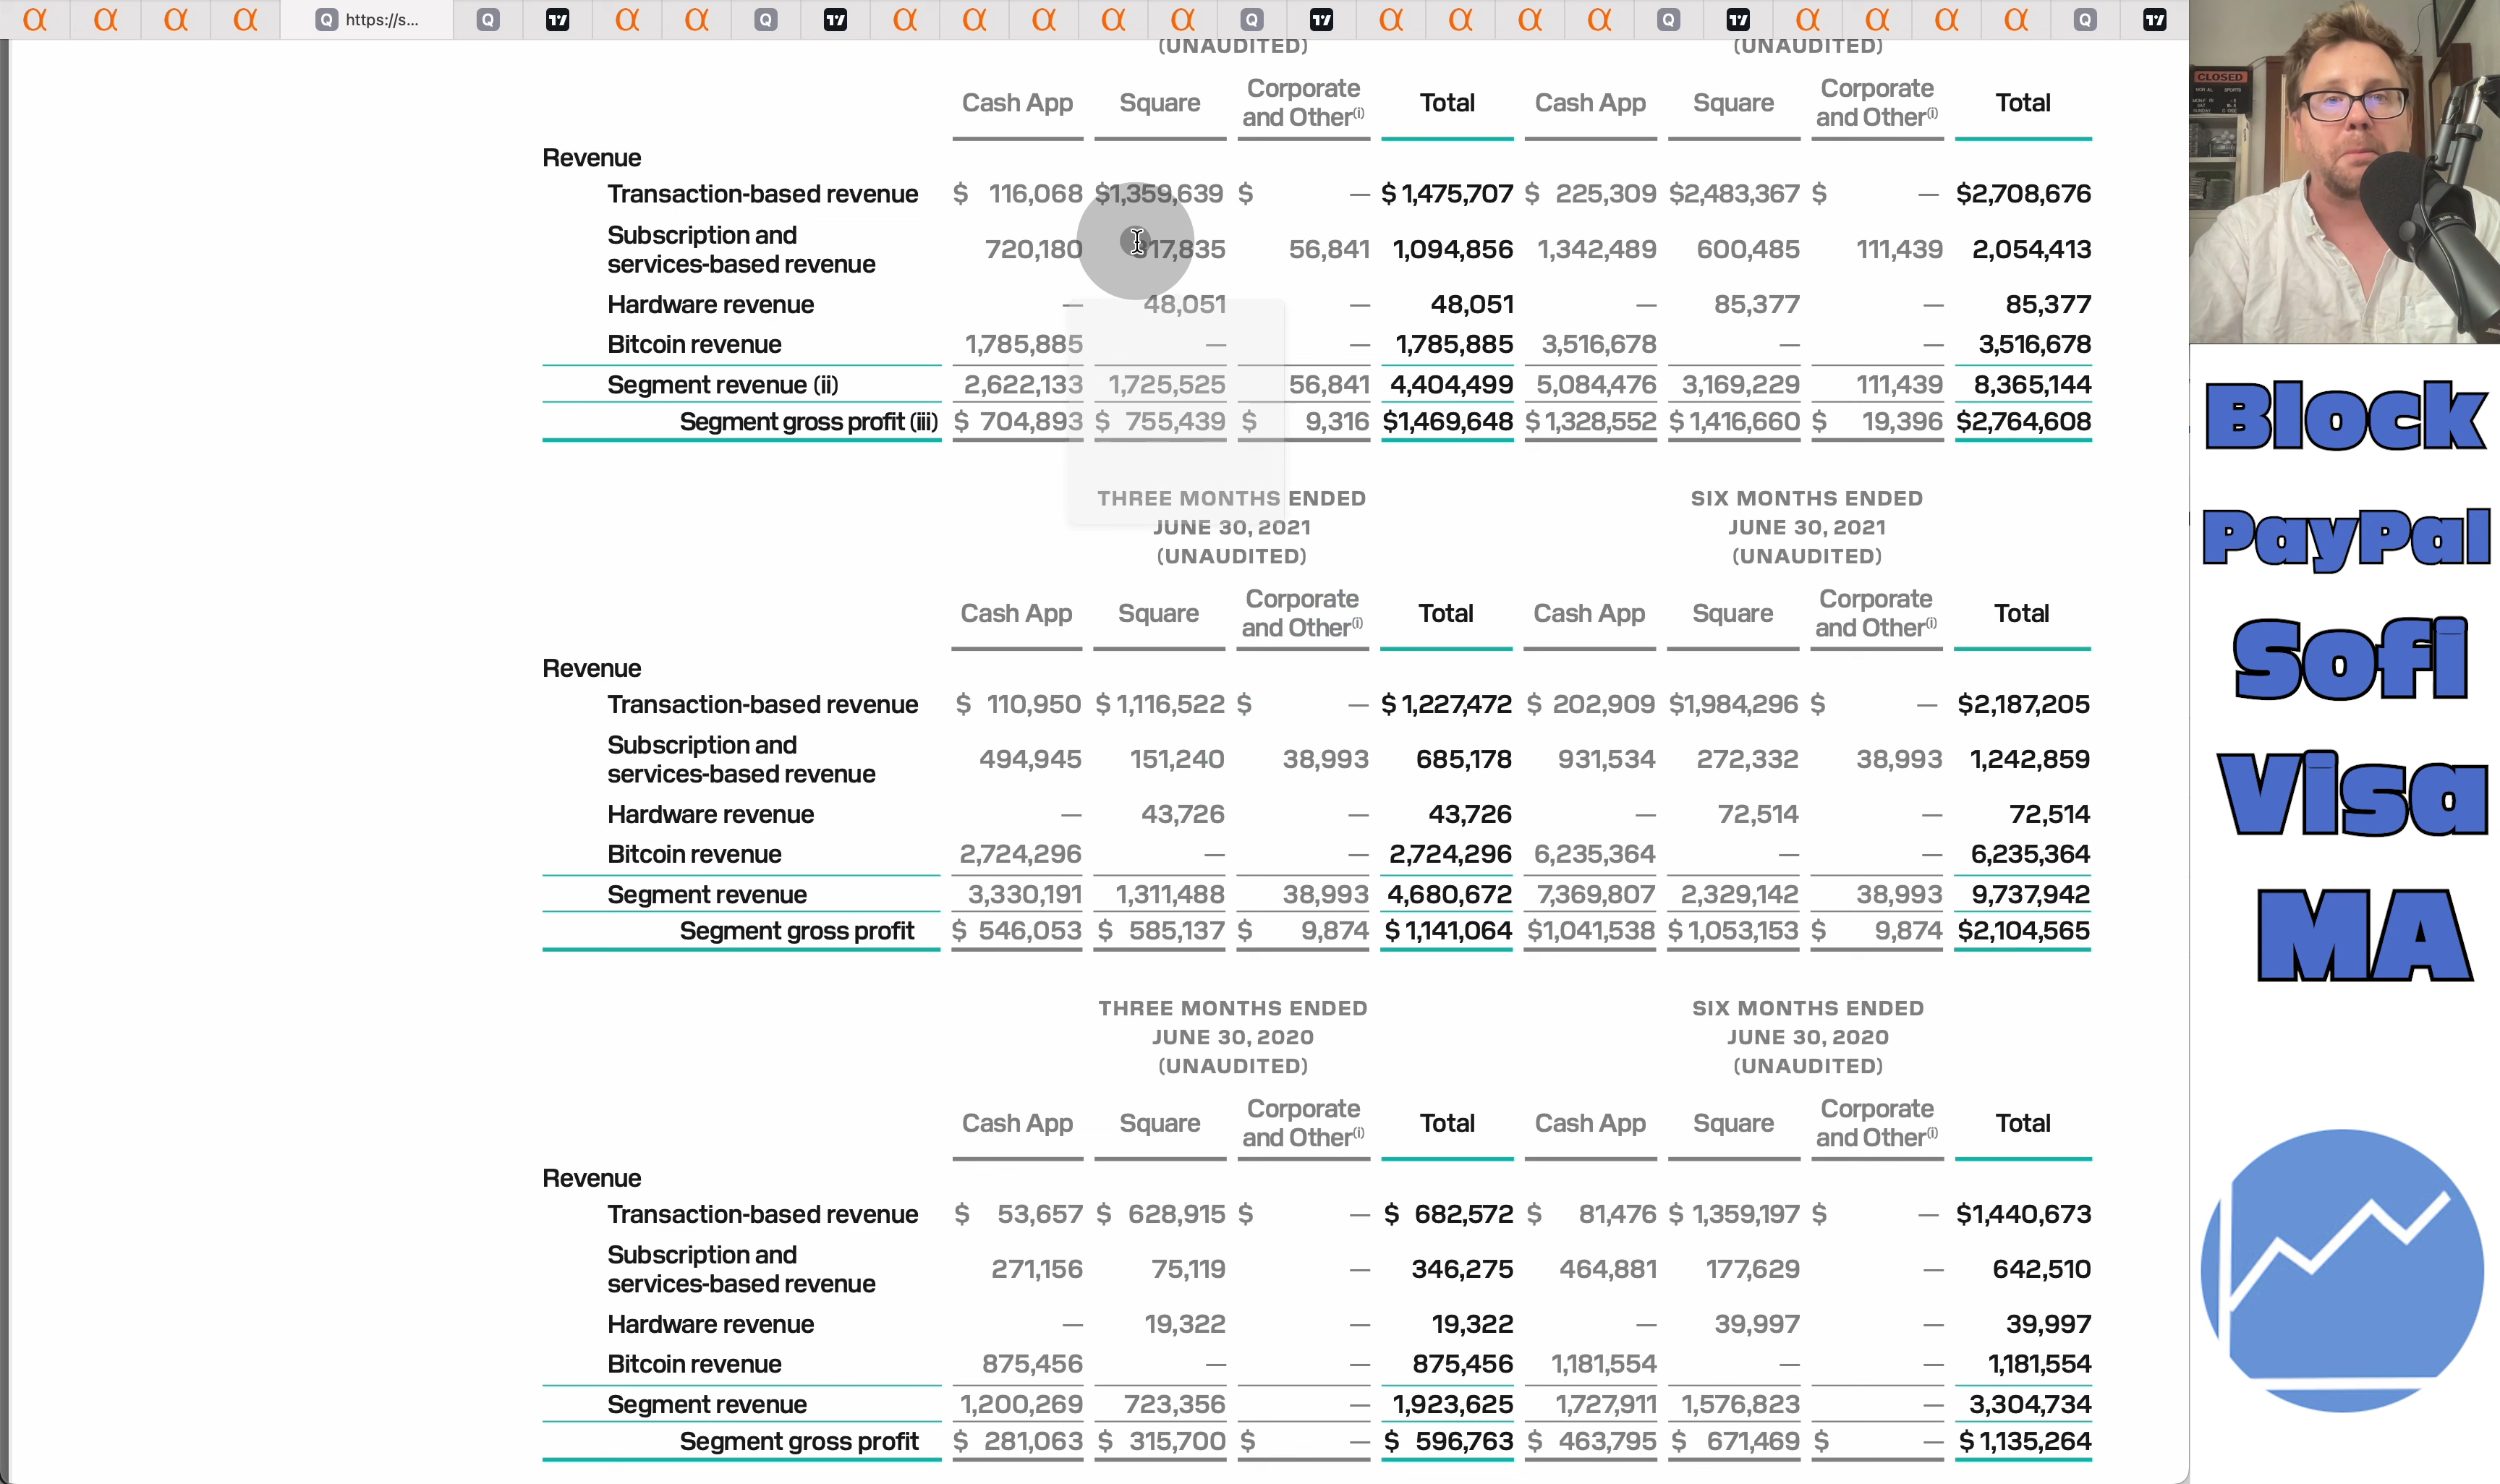 https://s...
(UNAUDITED) (UNAUDITED)
Cash App Square Corporate and Other(i) Total Cash App Square Corporate and Other(i) Total
Revenue
Transaction-based revenue $ 116,068 $1,359,639 $ — $ 1,475,707 $ 225,309 $2,483,367 $ — $2,708,676
Subscription and
services-based revenue 720,180 317,835 56,841 1,094,856 1,342,489 600,485 111,439 2,054,413
Hardware revenue — 48,051 — 48,051 — 85,377 — 85,377
Bitcoin revenue 1,785,885 — — 1,785,885 3,516,678 — — 3,516,678
Segment revenue (ii) 2,622,133 1,725,525 56,841 4,404,499 5,084,476 3,169,229 111,439 8,365,144
Segment gross profit (iii) $ 704,893 $ 755,439 $ 9,316 $1,469,648 $ 1,328,552 $ 1,416,660 $ 19,396 $2,764,608
THREE MONTHS ENDED SIX MONTHS ENDED
JUNE 30, 2021 JUNE 30, 2021
(UNAUDITED) (UNAUDITED)
Cash App Square Corporate and Other(i) Total Cash App Square Corporate and Other(i) Total
Revenue
Transaction-based revenue $ 110,950 $ 1,116,522 $ — $ 1,227,472 $ 202,909 $1,984,296 $ — $2,187,205
Subscription and
services-based revenue 494,945 151,240 38,993 685,178 931,534 272,332 38,993 1,242,859
Hardware revenue — 43,726 — 43,726 — 72,514 — 72,514
Bitcoin revenue 2,724,296 — — 2,724,296 6,235,364 — — 6,235,364
Segment revenue 3,330,191 1,311,488 38,993 4,680,672 7,369,807 2,329,142 38,993 9,737,942
Segment gross profit $ 546,053 $ 585,137 $ 9,874 $ 1,141,064 $1,041,538 $ 1,053,153 $ 9,874 $2,104,565
THREE MONTHS ENDED SIX MONTHS ENDED
JUNE 30, 2020 JUNE 30, 2020
(UNAUDITED) (UNAUDITED)
Cash App Square Corporate and Other(i) Total Cash App Square Corporate and Other(i) Total
Revenue
Transaction-based revenue $ 53,657 $ 628,915 $ — $ 682,572 $ 81,476 $ 1,359,197 $ — $1,440,673
Subscription and
services-based revenue 271,156 75,119 — 346,275 464,881 177,629 — 642,510
Hardware revenue — 19,322 — 19,322 — 39,997 — 39,997
Bitcoin revenue 875,456 — — 875,456 1,181,554 — — 1,181,554
Segment revenue 1,200,269 723,356 — 1,923,625 1,727,911 1,576,823 — 3,304,734
Segment gross profit $ 281,063 $ 315,700 $ — $ 596,763 $ 463,795 $ 671,469 $ — $ 1,135,264
CLOSED
Block
PayPal
Sofi
Visa
MA